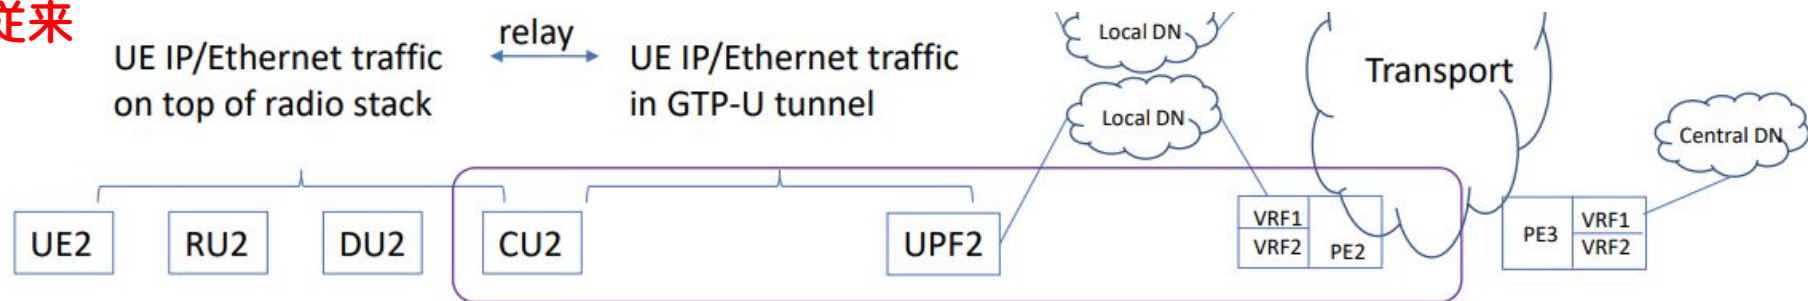 従来
UE IP/Ethernet traffic
on top of radio stack
relay
UE IP/Ethernet traffic
in GTP-U tunnel
Local DN
Local DN
Transport
Central DN
UE2
RU2
DU2
CU2
UPF2
VRF1
VRF2
PE2
PE3
VRF1
VRF2